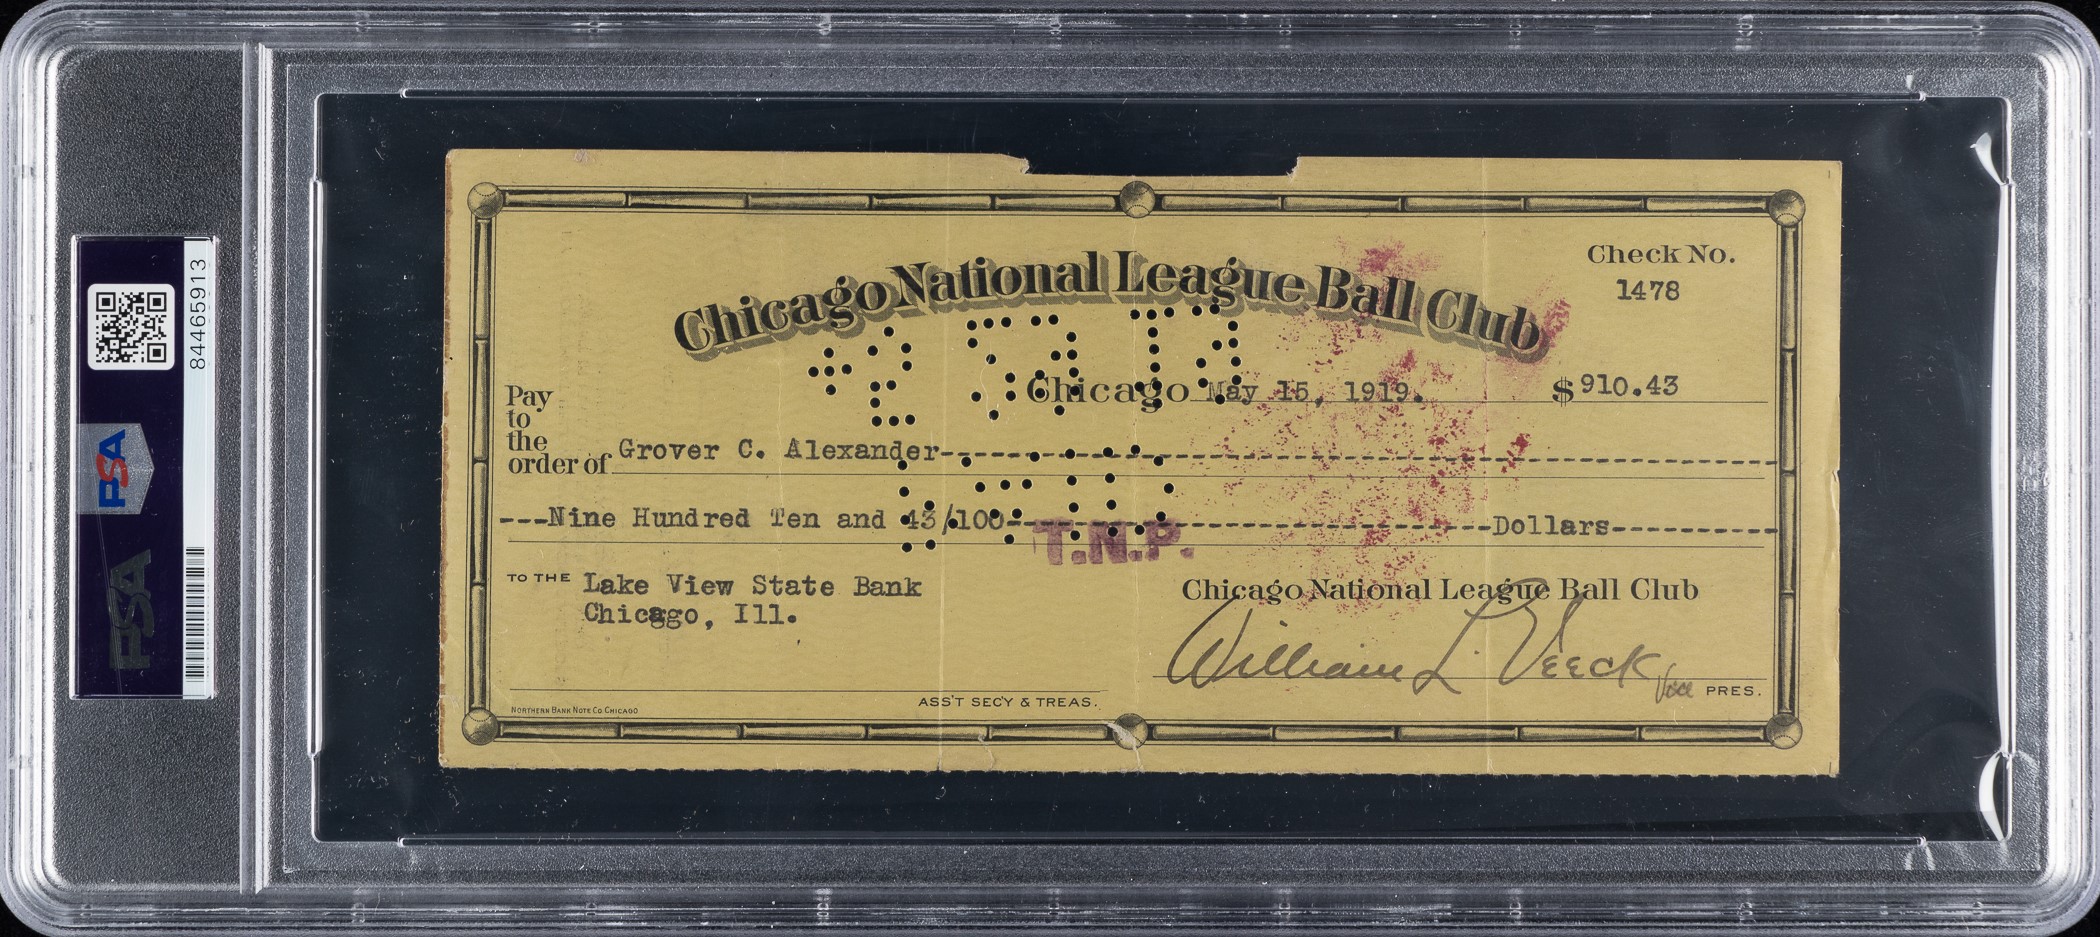 Chicago National League Ball Club
Check No.
1478
Chicago May 15, 1919. $910.43
Pay
to
the
order of Grover C. Alexander
---Nine Hundred Ten and 43/100 Dollars
T.N.P.
TO THE Lake View State Bank
Chicago, Ill.
Chicago National League Ball Club
William L. Veeck
Vice PRES.
ASS'T SEC'Y & TREAS.
NORTHERN BANK NOTE CO. CHICAGO
84465913
PSA
PSA